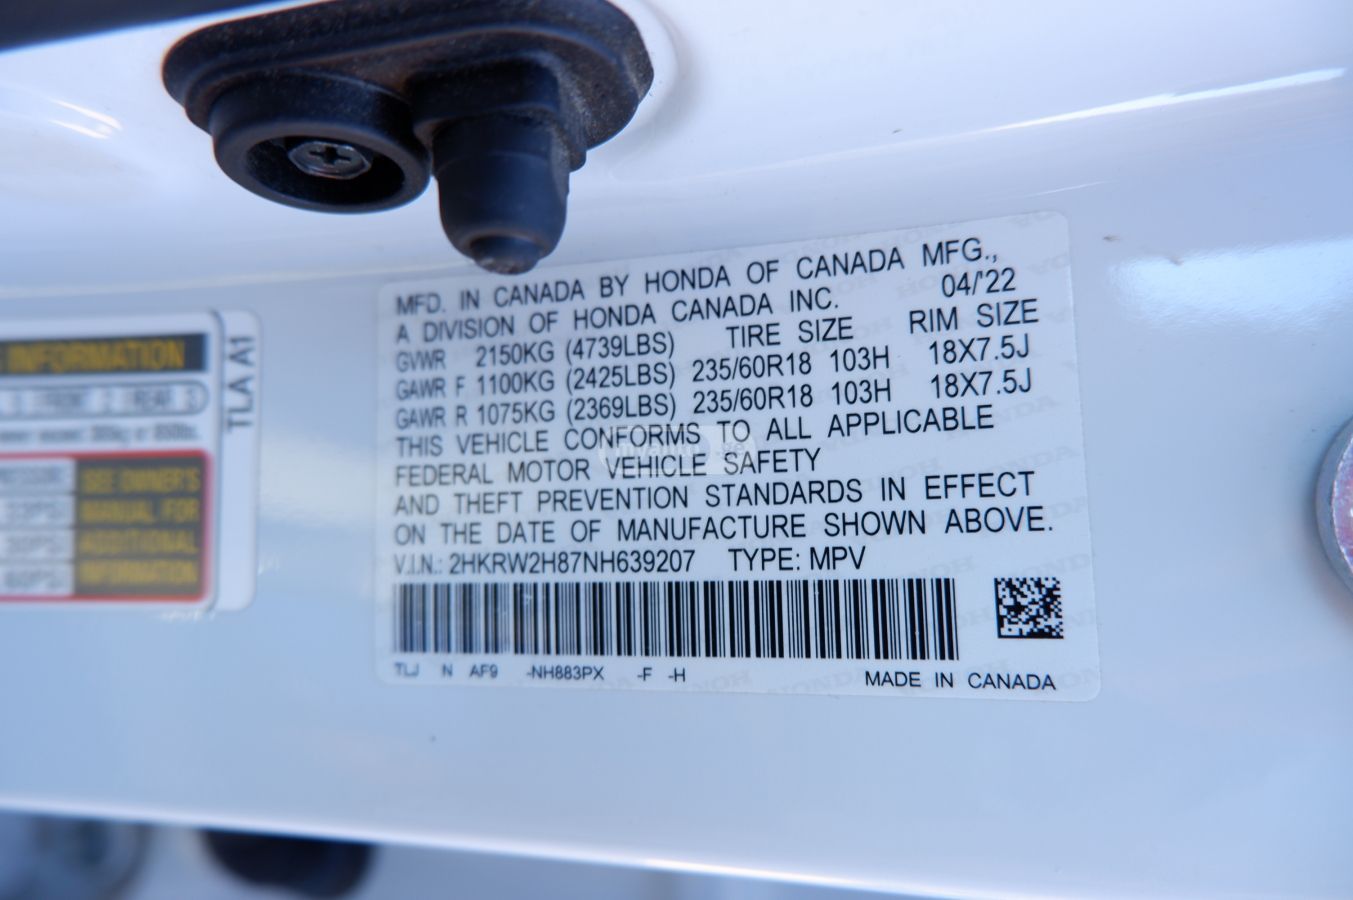 MFD. IN CANADA BY HONDA OF CANADA MFG.,
A DIVISION OF HONDA CANADA INC. 04/'22
GVWR 2150KG (4739LBS) TIRE SIZE RIM SIZE
GAWR F 1100KG (2425LBS) 235/60R18 103H 18X7.5J
GAWR R 1075KG (2369LBS) 235/60R18 103H 18X7.5J
THIS VEHICLE CONFORMS TO ALL APPLICABLE
FEDERAL MOTOR VEHICLE SAFETY
AND THEFT PREVENTION STANDARDS IN EFFECT
ON THE DATE OF MANUFACTURE SHOWN ABOVE.
V.I.N.: 2HKRW2H87NH639207 TYPE: MPV
TLJ N AF9 -NH883PX -F -H
MADE IN CANADA
INFORMATION
TLA A1
SEE OWNER'S
MANUAL FOR
ADDITIONAL
INFORMATION